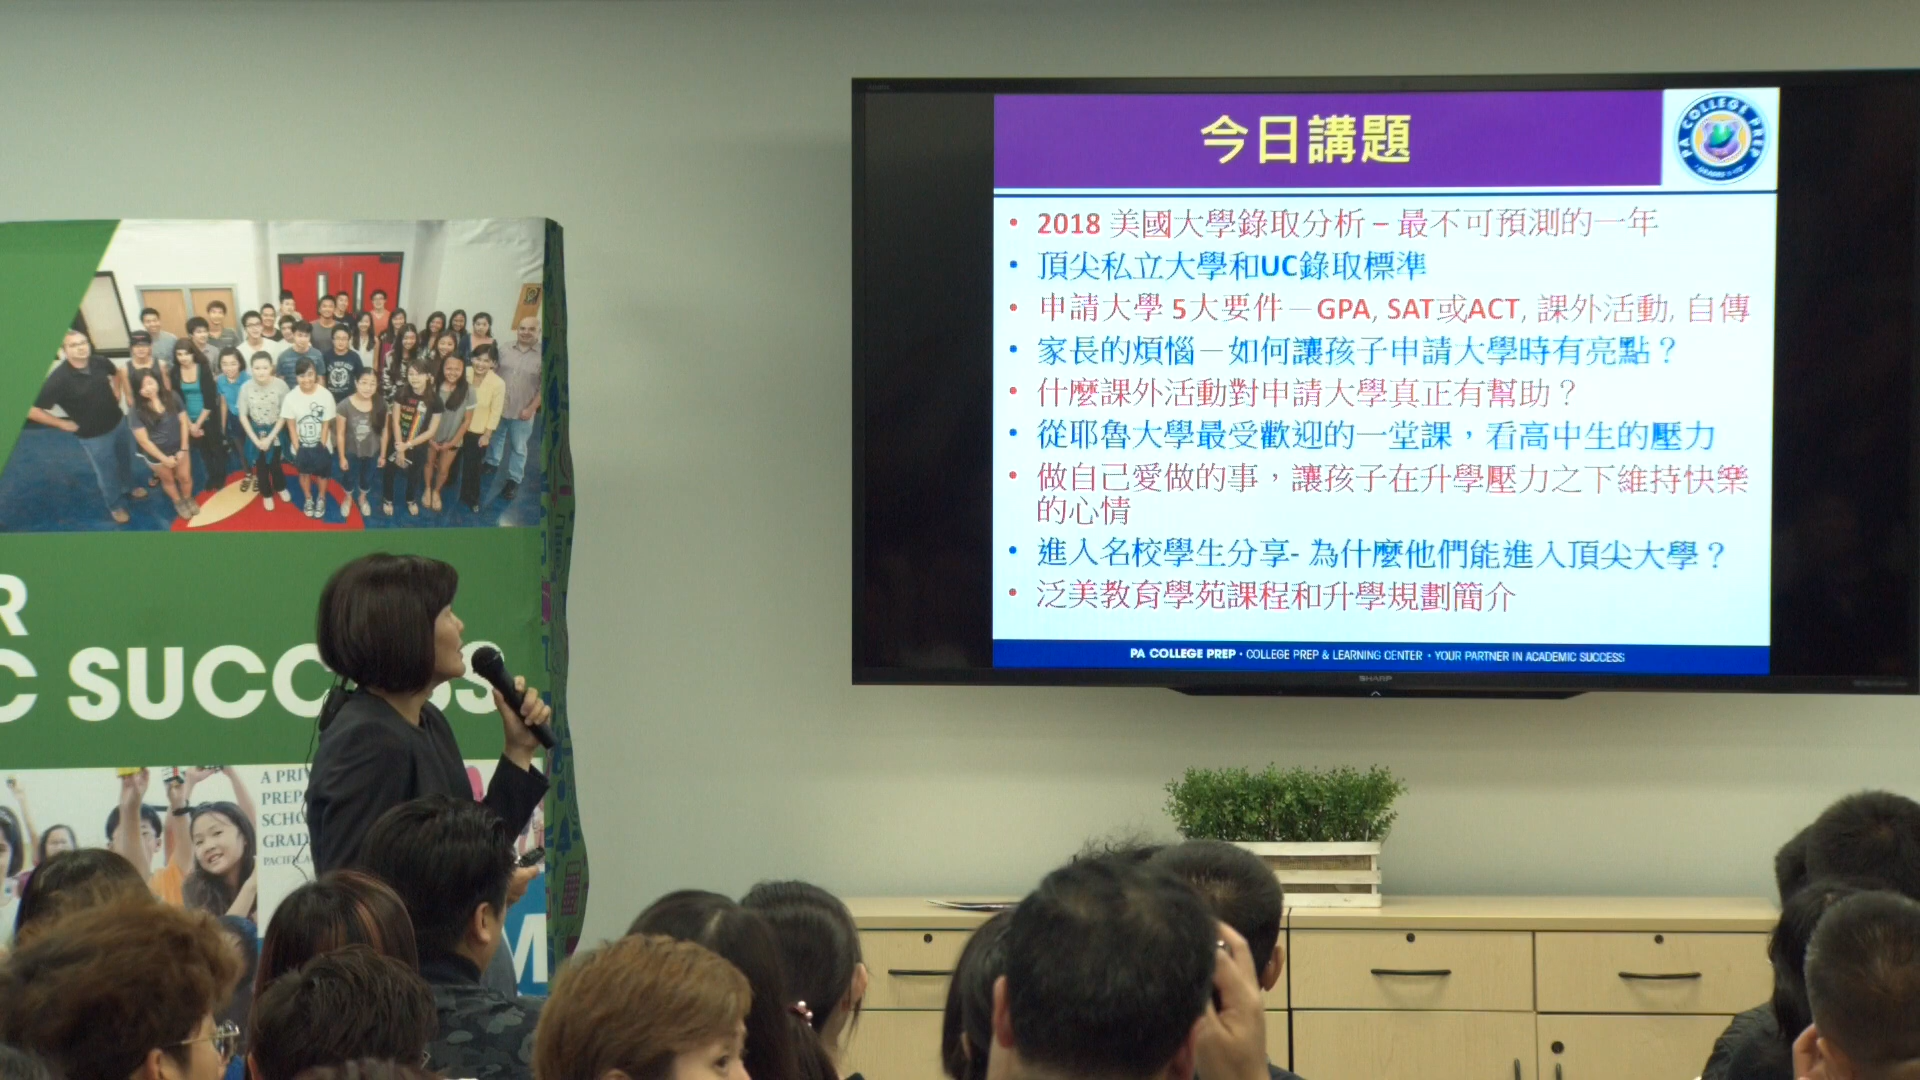 今日講題
PA COLLEGE PREP
• 2018 美國大學錄取分析 – 最不可預測的一年
• 頂尖私立大學和UC錄取標準
• 申請大學 5大要件－GPA, SAT或ACT, 課外活動, 自傳
• 家長的煩惱－如何讓孩子申請大學時有亮點？
• 什麼課外活動對申請大學真正有幫助？
• 從耶魯大學最受歡迎的一堂課，看高中生的壓力
• 做自己愛做的事，讓孩子在升學壓力之下維持快樂
的心情
• 進入名校學生分享- 為什麼他們能進入頂尖大學？
• 泛美教育學苑課程和升學規劃簡介
PA COLLEGE PREP • COLLEGE PREP & LEARNING CENTER • YOUR PARTNER IN ACADEMIC SUCCESS
SHARP
R
C SUCC SS
A PRI
PREP
SCHO
GRAD
M